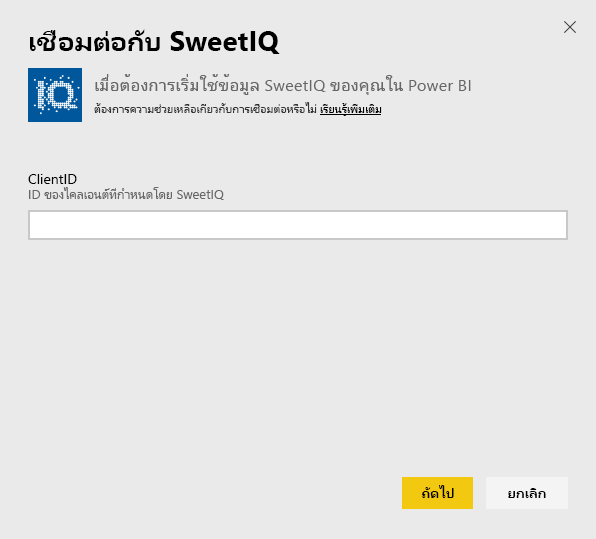 เชื่อมต่อกับ SweetIQ
IQ
เมื่อต้องการเริ่มใช้ข้อมูล SweetIQ ของคุณใน Power BI
ต้องการความช่วยเหลือเกี่ยวกับการเชื่อมต่อหรือไม่ เรียนรู้เพิ่มเติม
ClientID
ID ของไคลเอนต์ที่กำหนดโดย SweetIQ
ถัดไป ยกเลิก